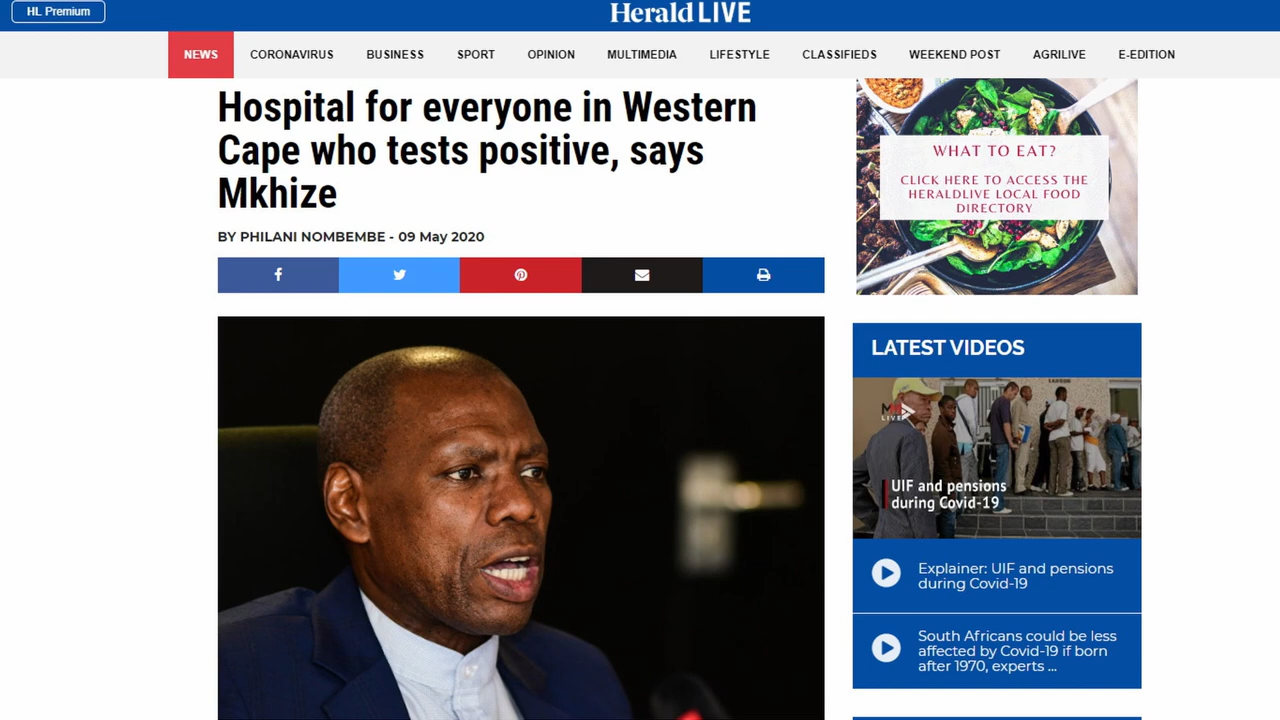 HL Premium
Herald LIVE
NEWS CORONAVIRUS BUSINESS SPORT OPINION MULTIMEDIA LIFESTYLE CLASSIFIEDS WEEKEND POST AGRILIVE E-EDITION
Hospital for everyone in Western
Cape who tests positive, says
Mkhize
BY PHILANI NOMBEMBE - 09 May 2020
WHAT TO EAT?
CLICK HERE TO ACCESS THE
HERALDLIVE LOCAL FOOD
DIRECTORY
LATEST VIDEOS
LIVE
UIF and pensions
during Covid-19
Explainer: UIF and pensions
during Covid-19
South Africans could be less
affected by Covid-19 if born
after 1970, experts ...